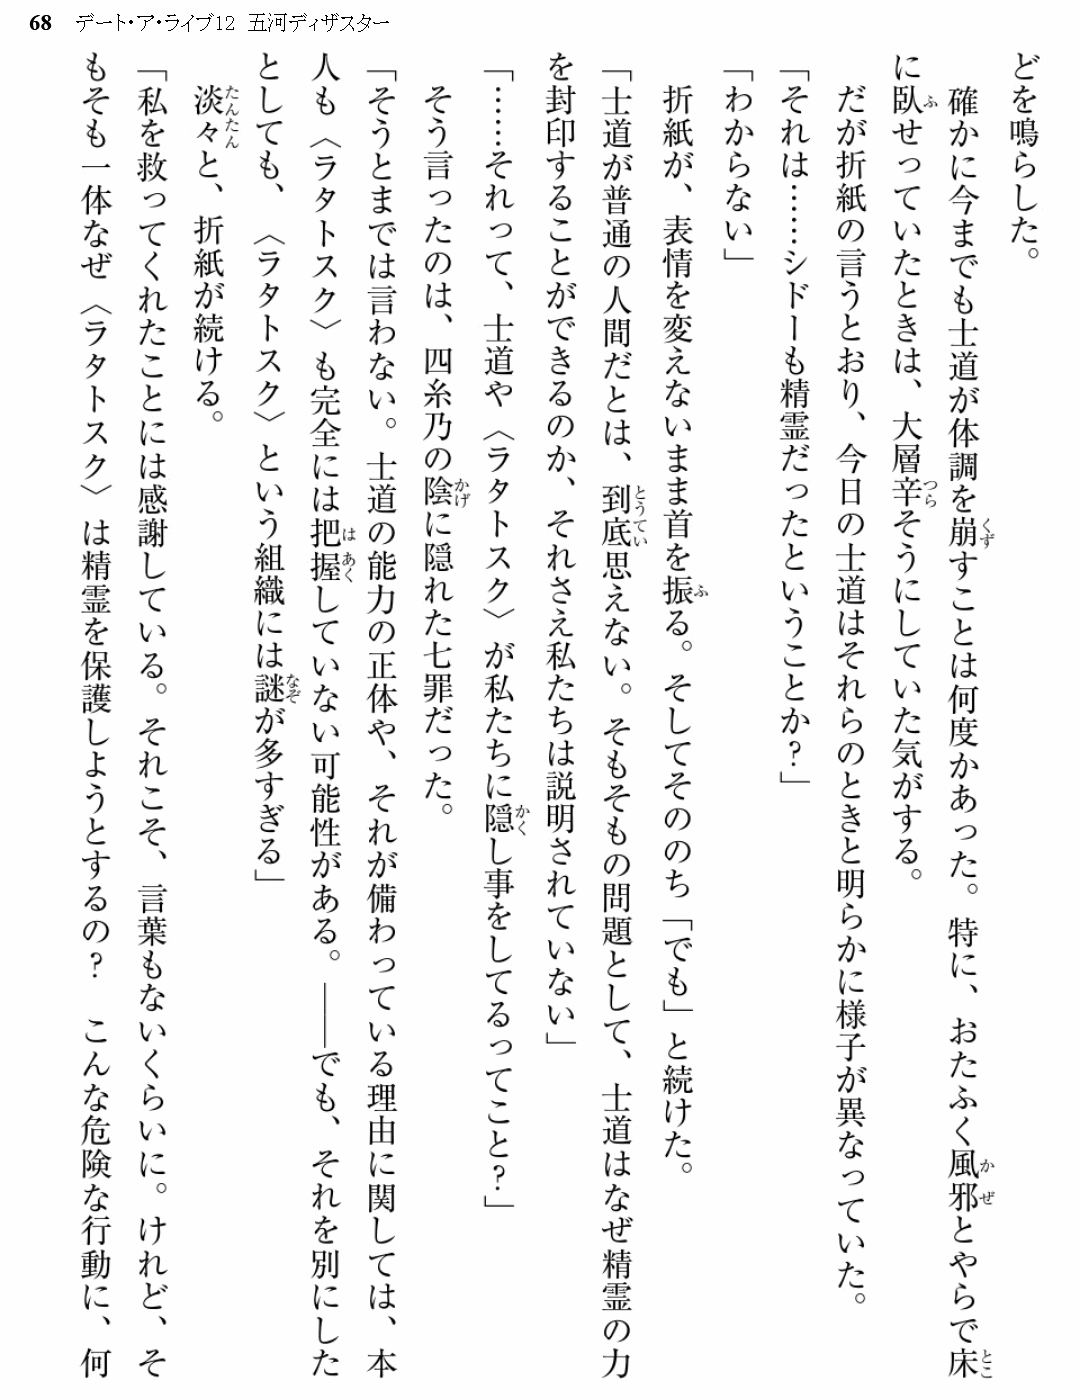 68 デート・ア・ライブ12 五河ディザスター
どを鳴らした。
確かに今までも士道が体調を崩すことは何度かあった。特に、おたふく風邪とやらで床
に臥せっていたときは、大層辛そうにしていた気がする。
だが折紙の言うとおり、今日の士道はそれらのときと明らかに様子が異なっていた。
「それは……シドーも精霊だったということか?」
「わからない」
折紙が、表情を変えないまま首を振る。そしてそののち「でも」と続けた。
「士道が普通の人間だとは、到底思えない。そもそもの問題として、士道はなぜ精霊の力
を封印することができるのか、それさえ私たちは説明されていない」
「……それって、士道や〈ラタトスク〉が私たちに隠し事をしてるってこと?」
そう言ったのは、四糸乃の陰に隠れた七罪だった。
「そうとまでは言わない。士道の能力の正体や、それが備わっている理由に関しては、本
人も〈ラタトスク〉も完全には把握していない可能性がある。――でも、それを別にした
としても、〈ラタトスク〉という組織には謎が多すぎる」
淡々と、折紙が続ける。
「私を救ってくれたことには感謝している。それこそ、言葉もないくらいに。けれど、そ
もそも一体なぜ〈ラタトスク〉は精霊を保護しようとするの? こんな危険な行動に、何